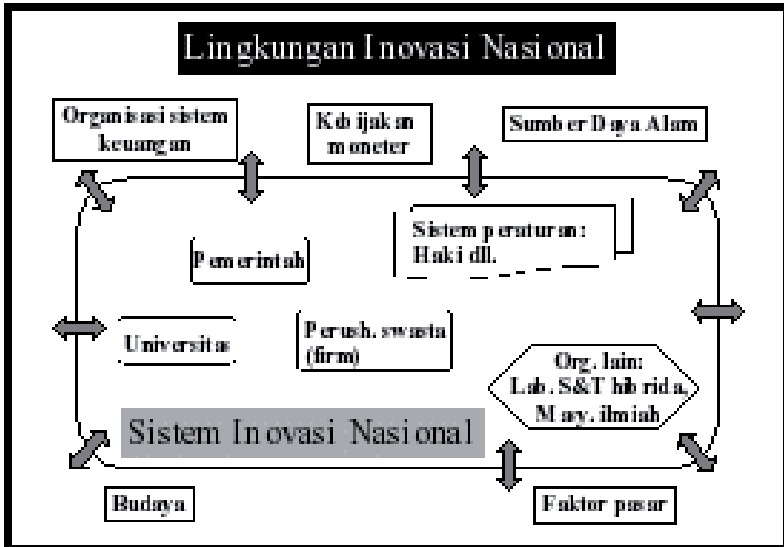 Lingkungan Inovasi Nasional
Organisasi sistem
keuangan
Kebijakan
moneter
Sumber Daya Alam
Sistem peraturan:
Haki dll.
Pemerintah
Universitas
Perush. swasta
(firm)
Org. lain:
Lab. S&T hibrida,
Masy. ilmiah
Sistem Inovasi Nasional
Budaya
Faktor pasar